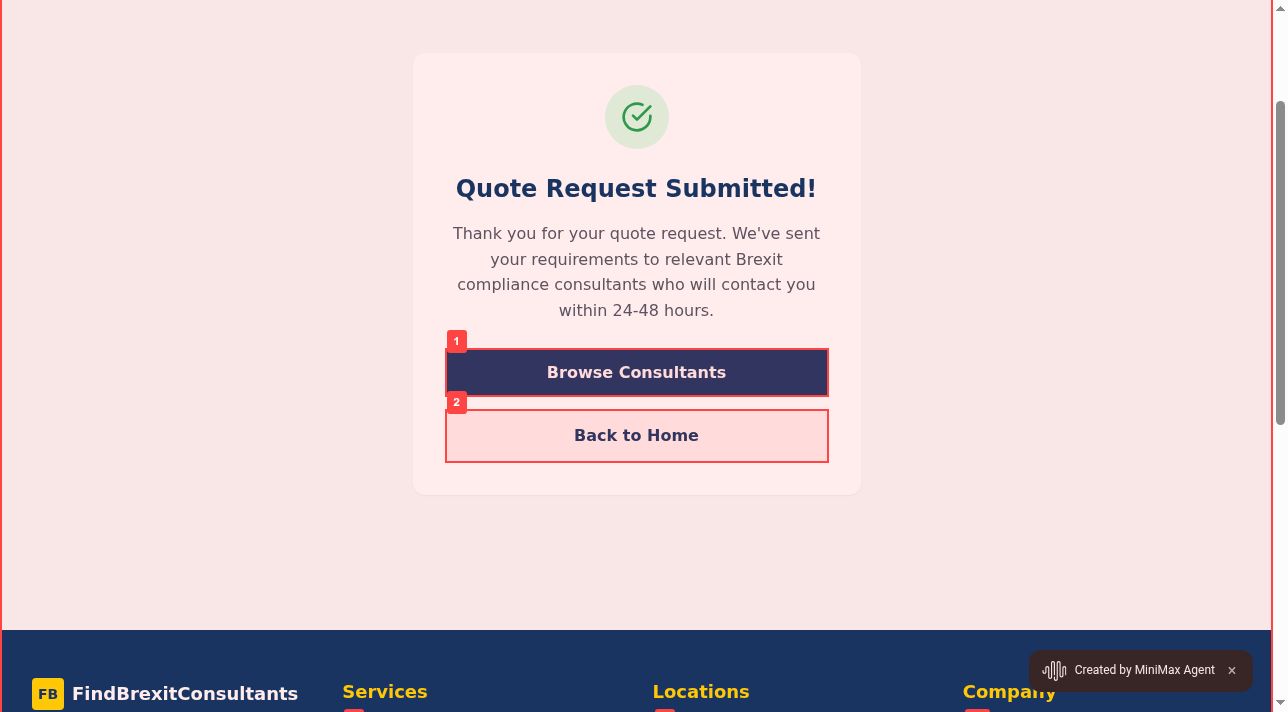 Quote Request Submitted!
Thank you for your quote request. We've sent
your requirements to relevant Brexit
compliance consultants who will contact you
within 24-48 hours.
1
Browse Consultants
2
Back to Home
FB FindBrexitConsultants
Services
Locations
Company
Created by MiniMax Agent ×